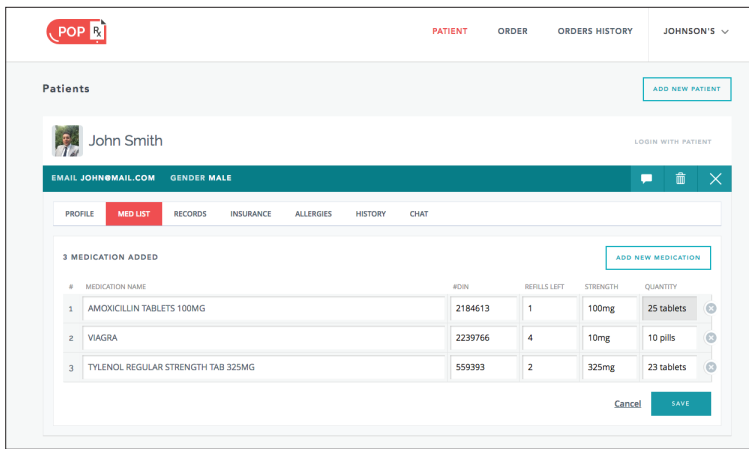 POP Rx
PATIENT ORDER ORDERS HISTORY JOHNSON'S
Patients
ADD NEW PATIENT
John Smith
LOGIN WITH PATIENT
EMAIL JOHN@MAIL.COM GENDER MALE
PROFILE MED LIST RECORDS INSURANCE ALLERGIES HISTORY CHAT
3 MEDICATION ADDED
ADD NEW MEDICATION
# MEDICATION NAME #DIN REFILLS LEFT STRENGTH QUANTITY
1 AMOXICILLIN TABLETS 100MG 2184613 1 100mg 25 tablets
2 VIAGRA 2239766 4 10mg 10 pills
3 TYLENOL REGULAR STRENGTH TAB 325MG 559393 2 325mg 23 tablets
Cancel SAVE